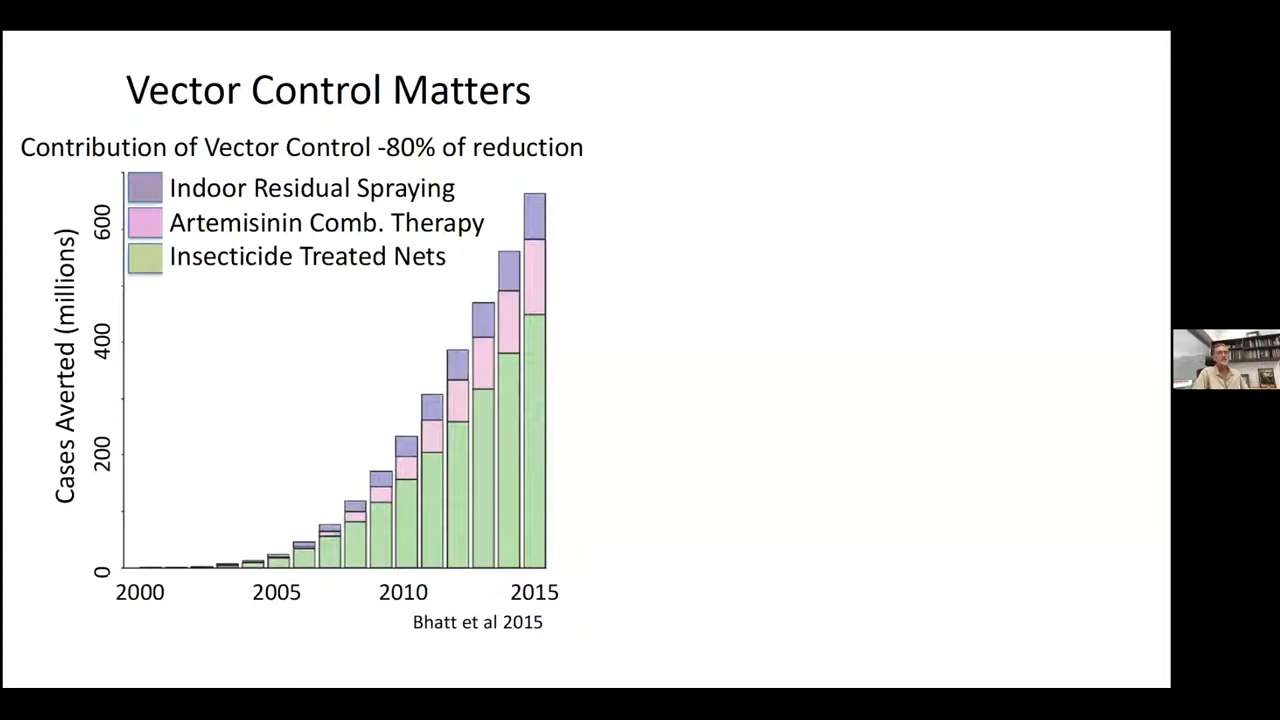 Vector Control Matters
Contribution of Vector Control -80% of reduction
Indoor Residual Spraying
Artemisinin Comb. Therapy
Insecticide Treated Nets
Cases Averted (millions)
600
400
200
0
2000 2005 2010 2015
Bhatt et al 2015